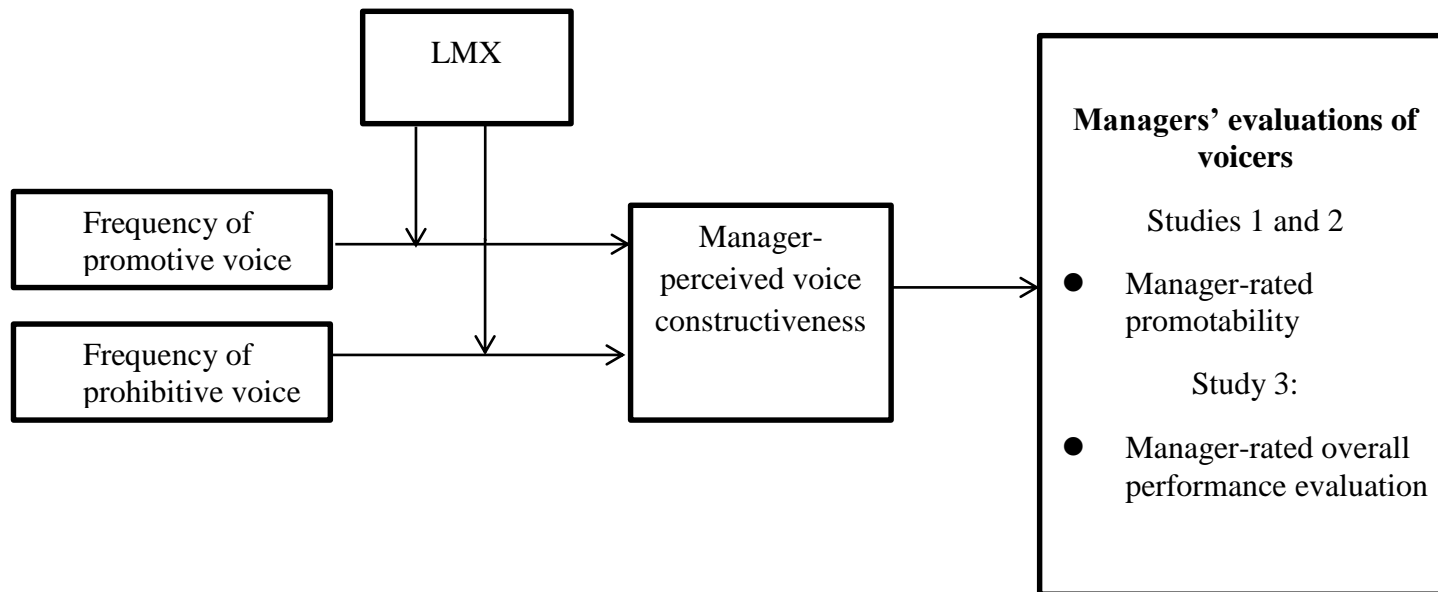 LMX
Frequency of
promotive voice
Frequency of
prohibitive voice
Manager-
perceived voice
constructiveness
Managers’ evaluations of
voicers
Studies 1 and 2
● Manager-rated
promotability
Study 3:
● Manager-rated overall
performance evaluation